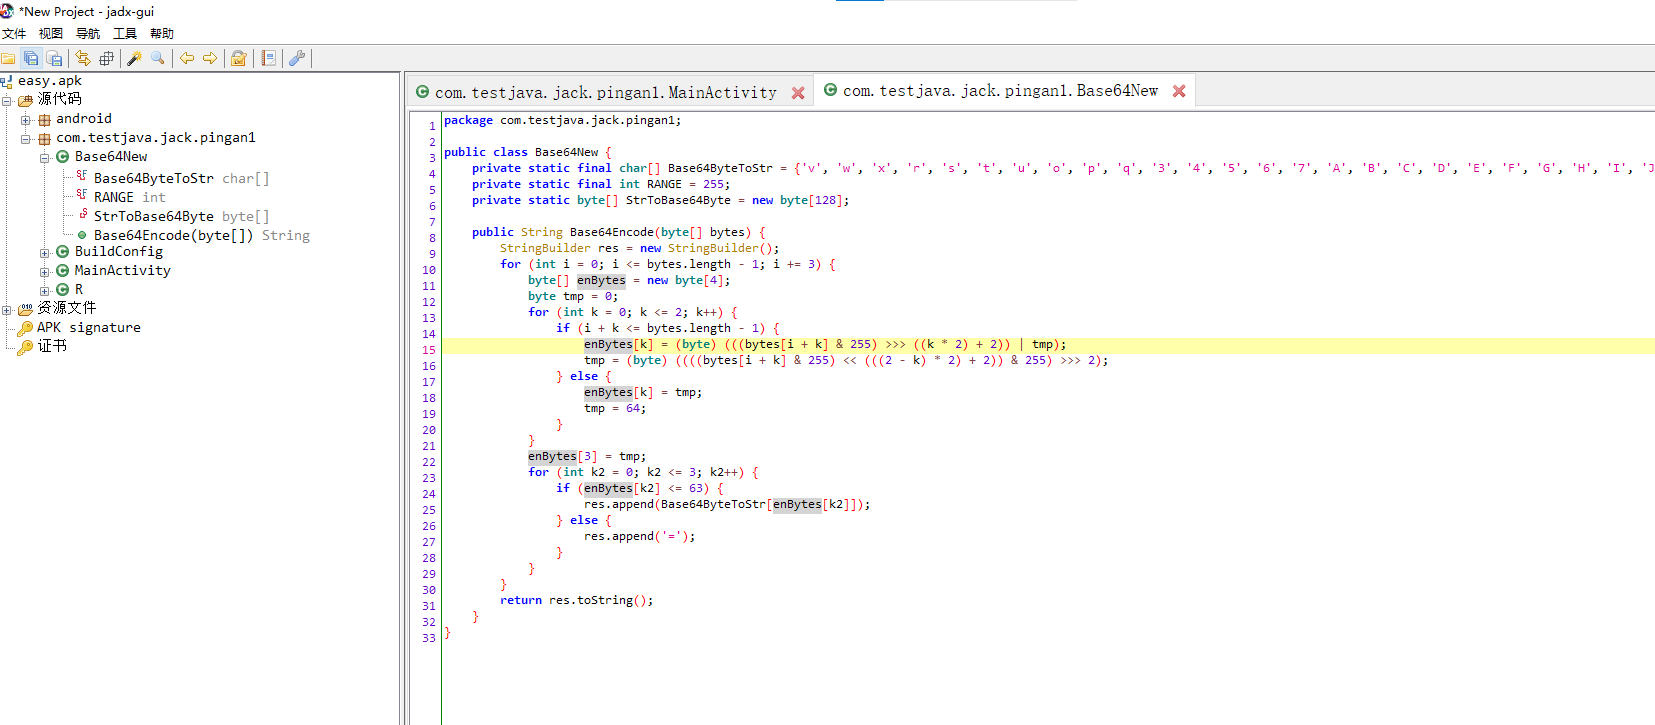 *New Project - jadx-gui
文件 视图 导航 工具 帮助
easy.apk
源代码
android
com.testjava.jack.pingan1
Base64New
Base64ByteToStr char[]
RANGE int
StrToBase64Byte byte[]
Base64Encode(byte[]) String
BuildConfig
MainActivity
R
资源文件
APK signature
证书
com.testjava.jack.pingan1.MainActivity
com.testjava.jack.pingan1.Base64New
1 package com.testjava.jack.pingan1;
2
3 public class Base64New {
4 private static final char[] Base64ByteToStr = {'v', 'w', 'x', 'r', 's', 't', 'u', 'o', 'p', 'q', '3', '4', '5', '6', '7', 'A', 'B', 'C', 'D', 'E', 'F', 'G', 'H', 'I', 'J
5 private static final int RANGE = 255;
6 private static byte[] StrToBase64Byte = new byte[128];
7
8 public String Base64Encode(byte[] bytes) {
9 StringBuilder res = new StringBuilder();
10 for (int i = 0; i <= bytes.length - 1; i += 3) {
11 byte[] enBytes = new byte[4];
12 byte tmp = 0;
13 for (int k = 0; k <= 2; k++) {
14 if (i + k <= bytes.length - 1) {
15 enBytes[k] = (byte) (((bytes[i + k] & 255) >>> ((k * 2) + 2)) | tmp);
16 tmp = (byte) ((((bytes[i + k] & 255) << (((2 - k) * 2) + 2)) & 255) >>> 2);
17 } else {
18 enBytes[k] = tmp;
19 tmp = 64;
20 }
21 }
22 enBytes[3] = tmp;
23 for (int k2 = 0; k2 <= 3; k2++) {
24 if (enBytes[k2] <= 63) {
25 res.append(Base64ByteToStr[enBytes[k2]]);
26 } else {
27 res.append('=');
28 }
29 }
30 }
31 return res.toString();
32 }
33 }